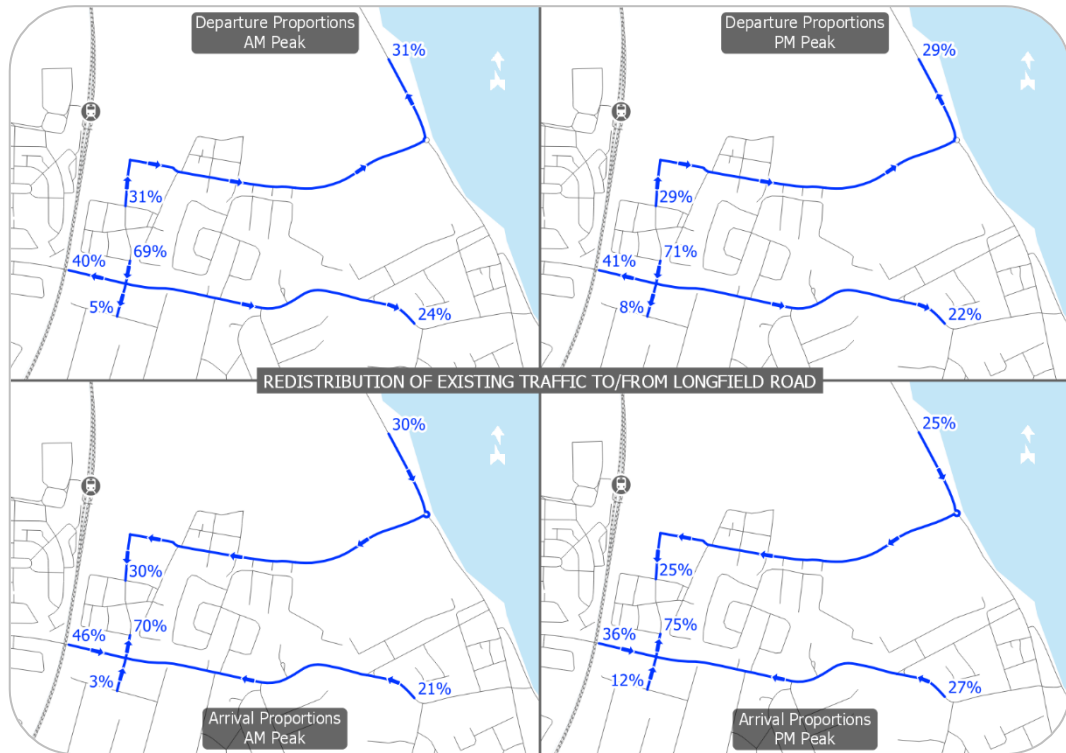 Departure Proportions
AM Peak
31%
31%
69%
40%
5%
24%
Departure Proportions
PM Peak
29%
29%
71%
41%
8%
22%
REDISTRIBUTION OF EXISTING TRAFFIC TO/FROM LONGFIELD ROAD
30%
30%
70%
46%
3%
21%
Arrival Proportions
AM Peak
25%
25%
75%
36%
12%
27%
Arrival Proportions
PM Peak